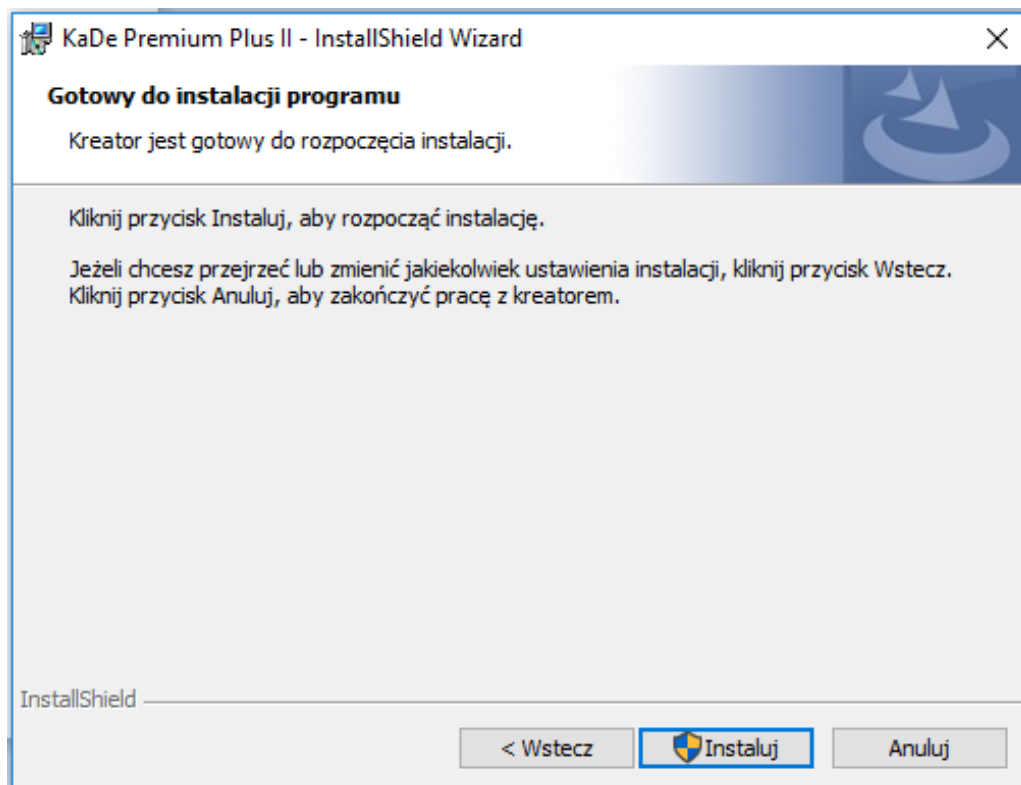 KaDe Premium Plus II - InstallShield Wizard
Gotowy do instalacji programu
Kreator jest gotowy do rozpoczęcia instalacji.
Kliknij przycisk Instaluj, aby rozpocząć instalację.
Jeżeli chcesz przejrzeć lub zmienić jakiekolwiek ustawienia instalacji, kliknij przycisk Wstecz.
Kliknij przycisk Anuluj, aby zakończyć pracę z kreatorem.
InstallShield
< Wstecz
Instaluj
Anuluj